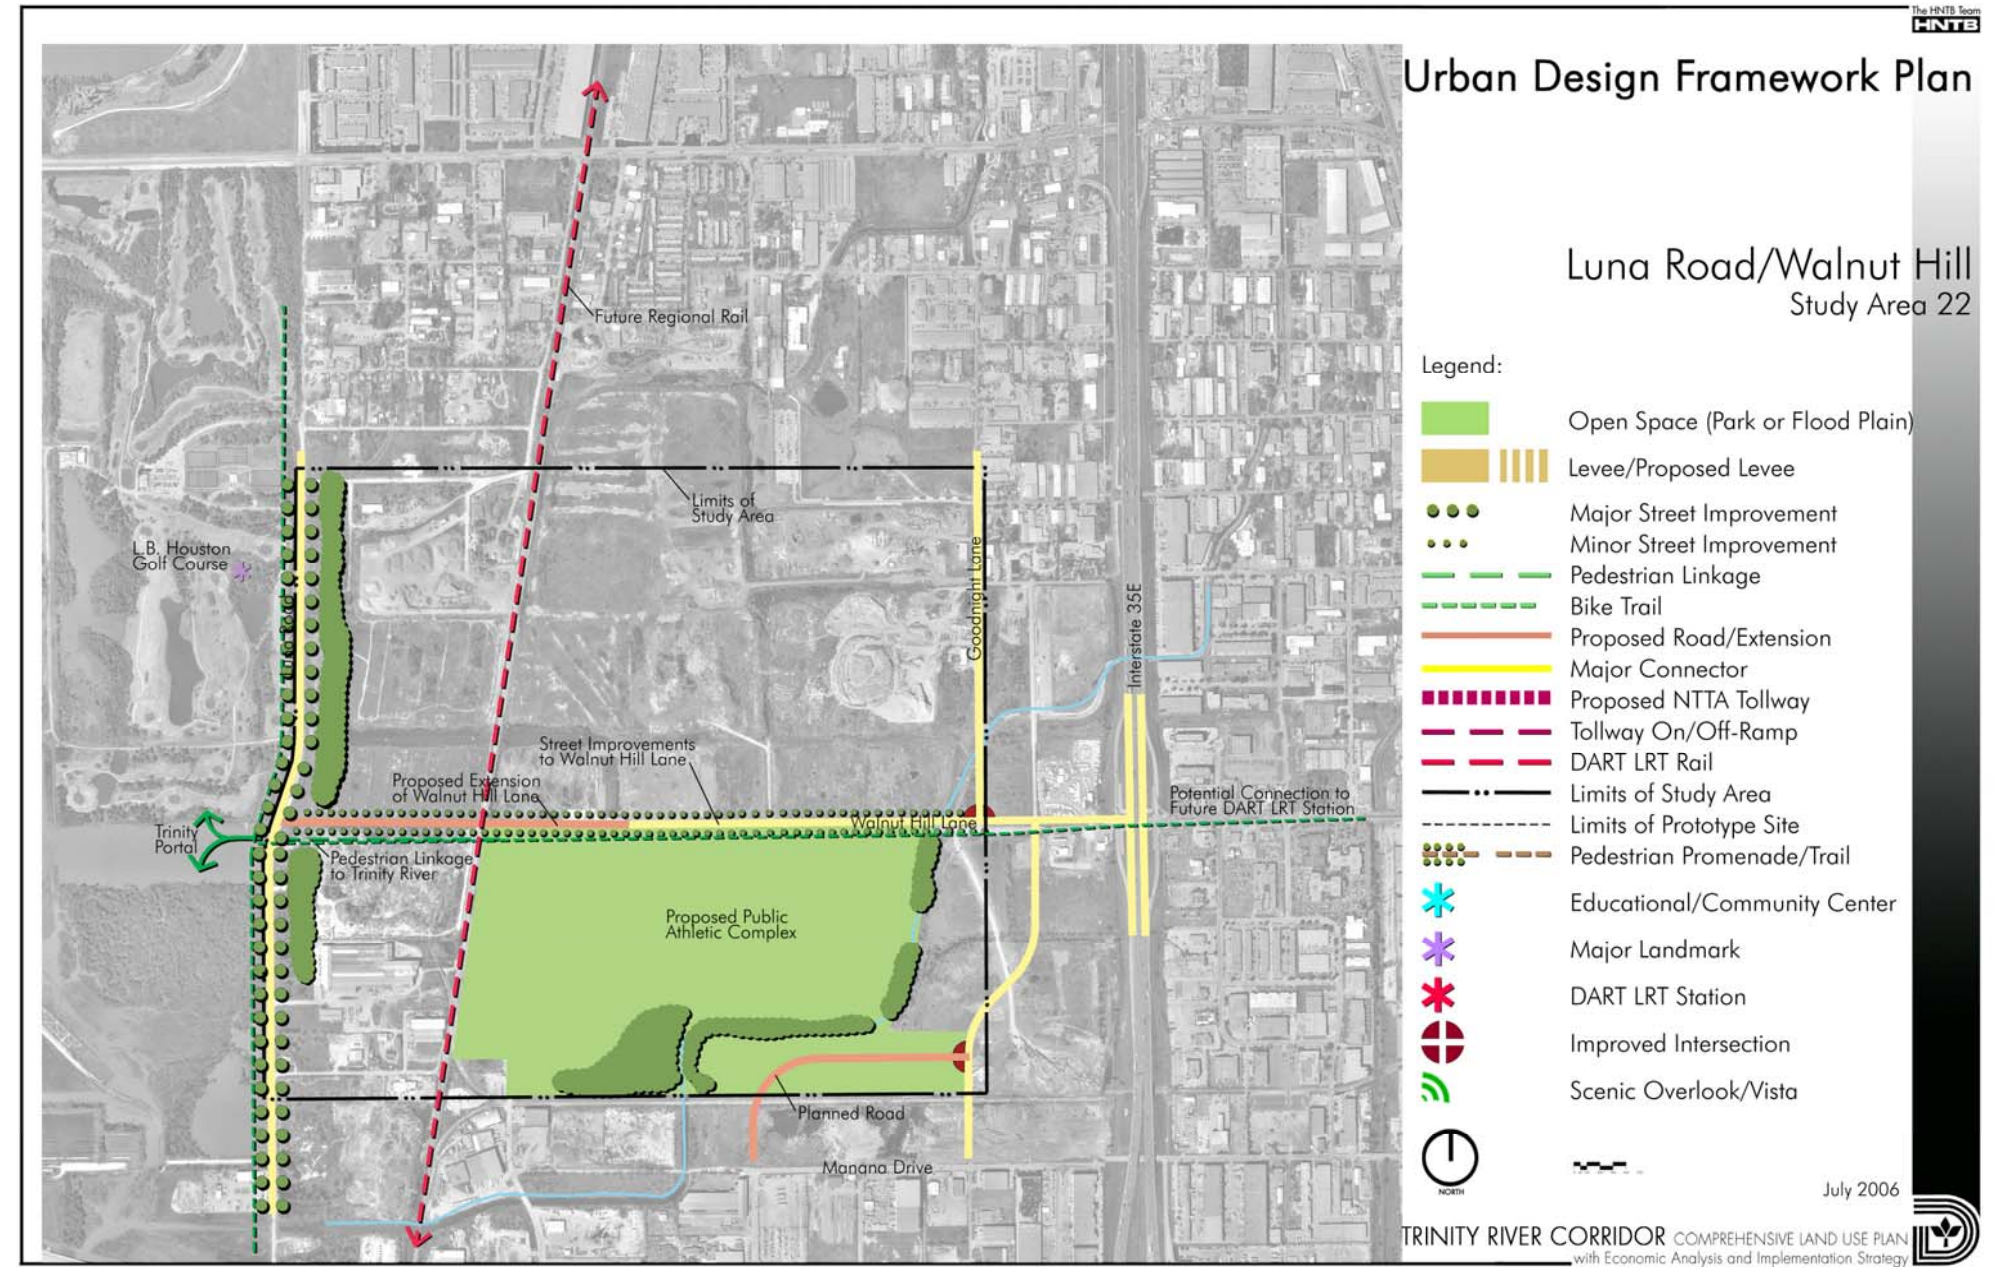 The HNTB Team
HNTB
Urban Design Framework Plan
Luna Road/Walnut Hill
Study Area 22
Legend:
Open Space (Park or Flood Plain)
Levee/Proposed Levee
Major Street Improvement
Minor Street Improvement
Pedestrian Linkage
Bike Trail
Proposed Road/Extension
Major Connector
Proposed NTTA Tollway
Tollway On/Off-Ramp
DART LRT Rail
Limits of Study Area
Limits of Prototype Site
Pedestrian Promenade/Trail
Educational/Community Center
Major Landmark
DART LRT Station
Improved Intersection
Scenic Overlook/Vista
NORTH
July 2006
TRINITY RIVER CORRIDOR COMPREHENSIVE LAND USE PLAN
with Economic Analysis and Implementation Strategy
Future Regional Rail
Limits of
Study Area
L.B. Houston
Golf Course
Goodnight Lane
Interstate 35E
Street Improvements
to Walnut Hill Lane
Proposed Extension
of Walnut Hill Lane
Potential Connection to
Future DART LRT Station
Walnut Hill Lane
Trinity
Portal
Pedestrian Linkage
to Trinity River
Proposed Public
Athletic Complex
Planned Road
Manana Drive